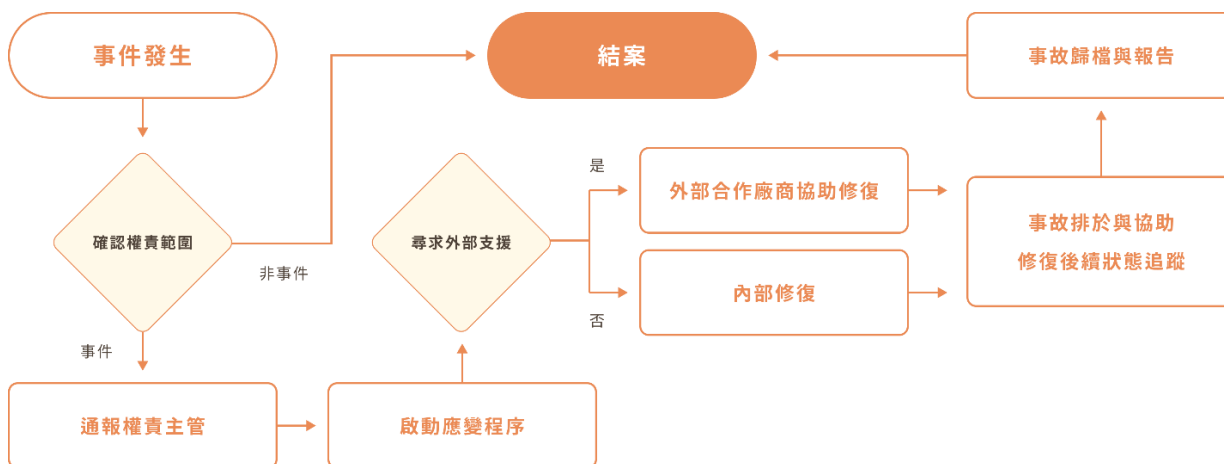 事件發生
結案
事故歸檔與報告
確認權責範圍
非事件
事件
尋求外部支援
是
否
外部合作廠商協助修復
內部修復
事故排於與協助
修復後續狀態追蹤
通報權責主管
啟動應變程序